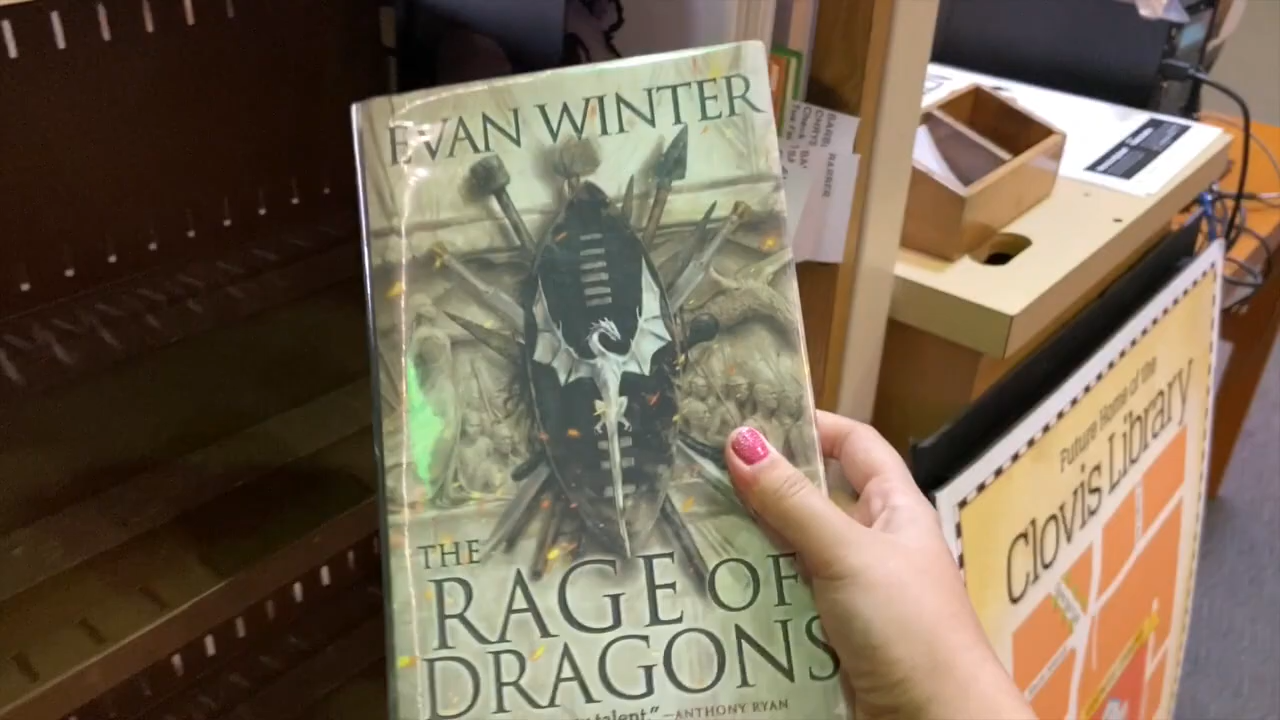 EVAN WINTER
THE
RAGE OF
DRAGONS
talent."—ANTHONY RYAN
Future Home of the
Clovis Library